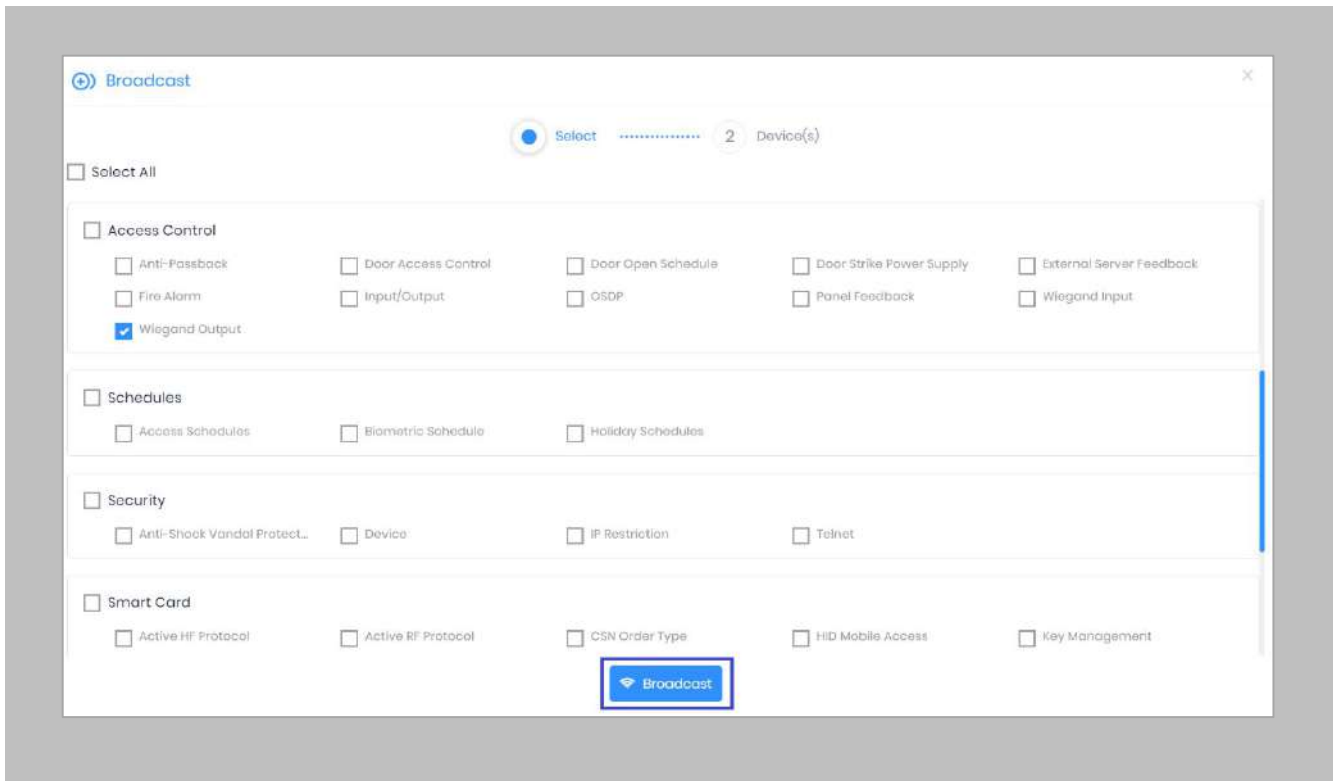 Broadcast
Select 2 Device(s)
Select All
Access Control
Anti-Passback Door Access Control Door Open Schedule Door Strike Power Supply External Server Feedback
Fire Alarm Input/Output OSDP Panel Feedback Wiegand Input
Wiegand Output
Schedules
Access Schedules Biometric Schedule Holiday Schedules
Security
Anti-Shock Vandal Protect... Device IP Restriction Telnet
Smart Card
Active HF Protocol Active RF Protocol CSN Order Type HID Mobile Access Key Management
Broadcast